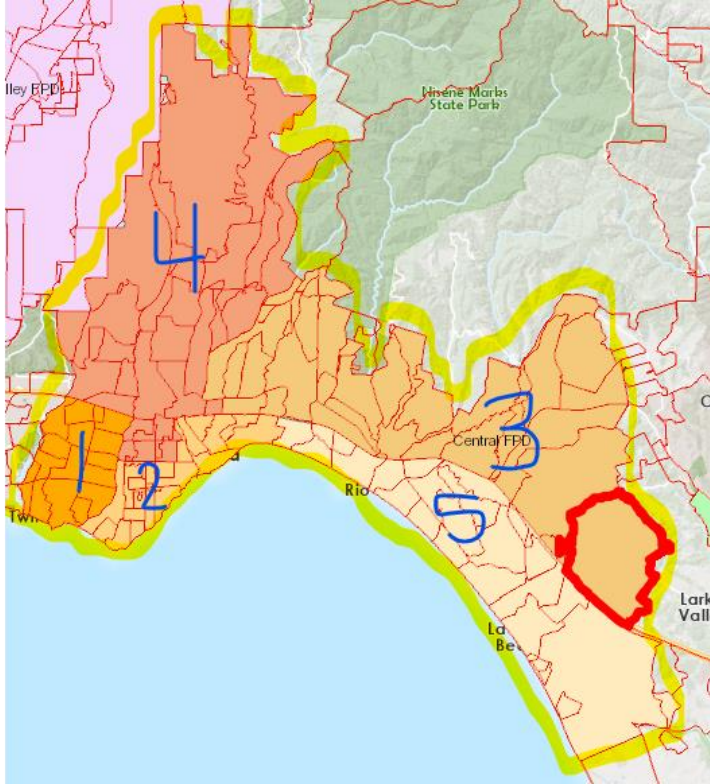 lley FPD
Nisene Marks
State Park
4
1
2
3
Central FPD
5
a
Rio
Twi
C
Lark
Vall
La
Be